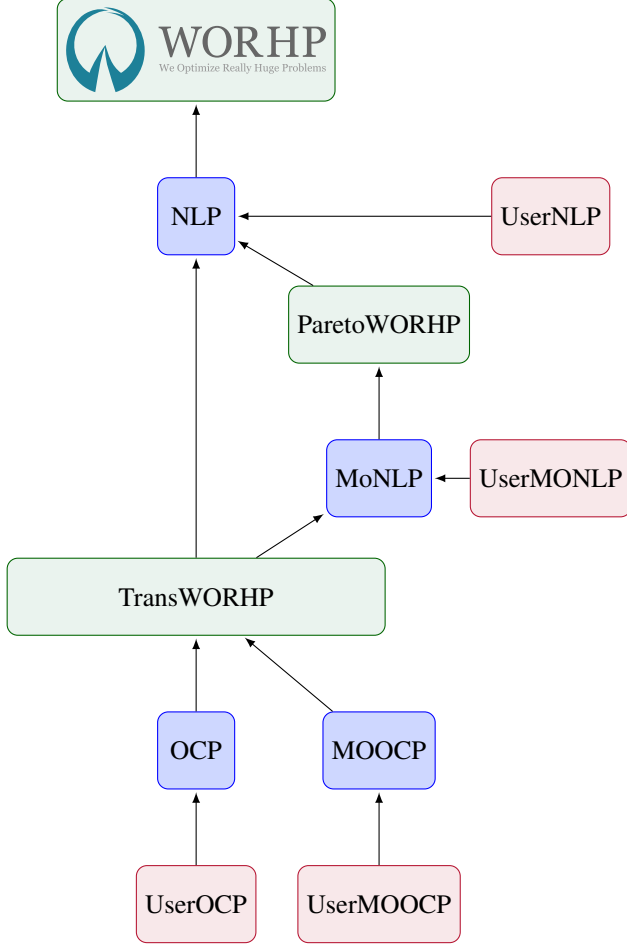 WORHP
We Optimize Really Huge Problems
NLP
UserNLP
ParetoWORHP
MoNLP
UserMONLP
TransWORHP
OCP
MOOCP
UserOCP
UserMOOCP